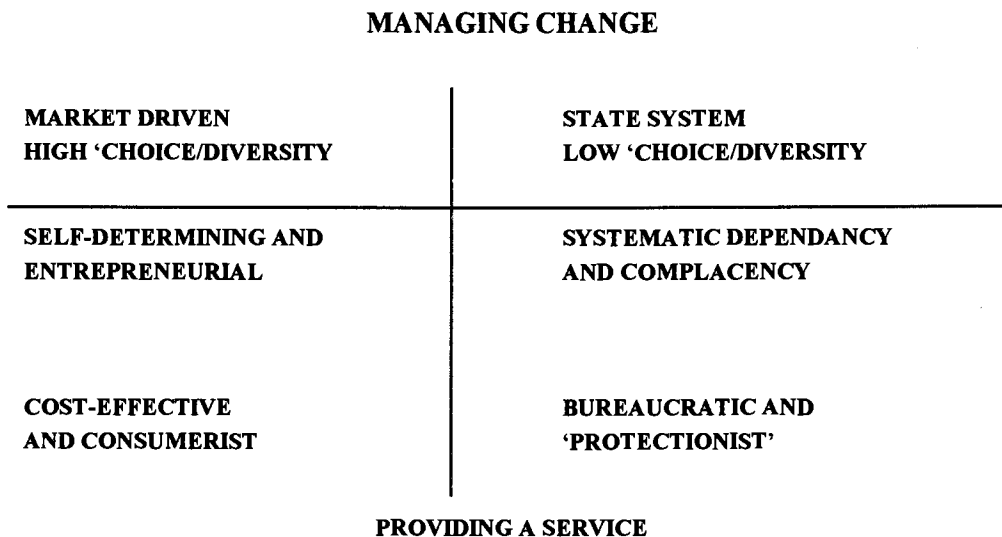 MANAGING CHANGE
MARKET DRIVEN
HIGH ‘CHOICE/DIVERSITY
STATE SYSTEM
LOW ‘CHOICE/DIVERSITY
SELF-DETERMINING AND
ENTREPRENEURIAL
SYSTEMATIC DEPENDANCY
AND COMPLACENCY
COST-EFFECTIVE
AND CONSUMERIST
BUREAUCRATIC AND
‘PROTECTIONIST’
PROVIDING A SERVICE